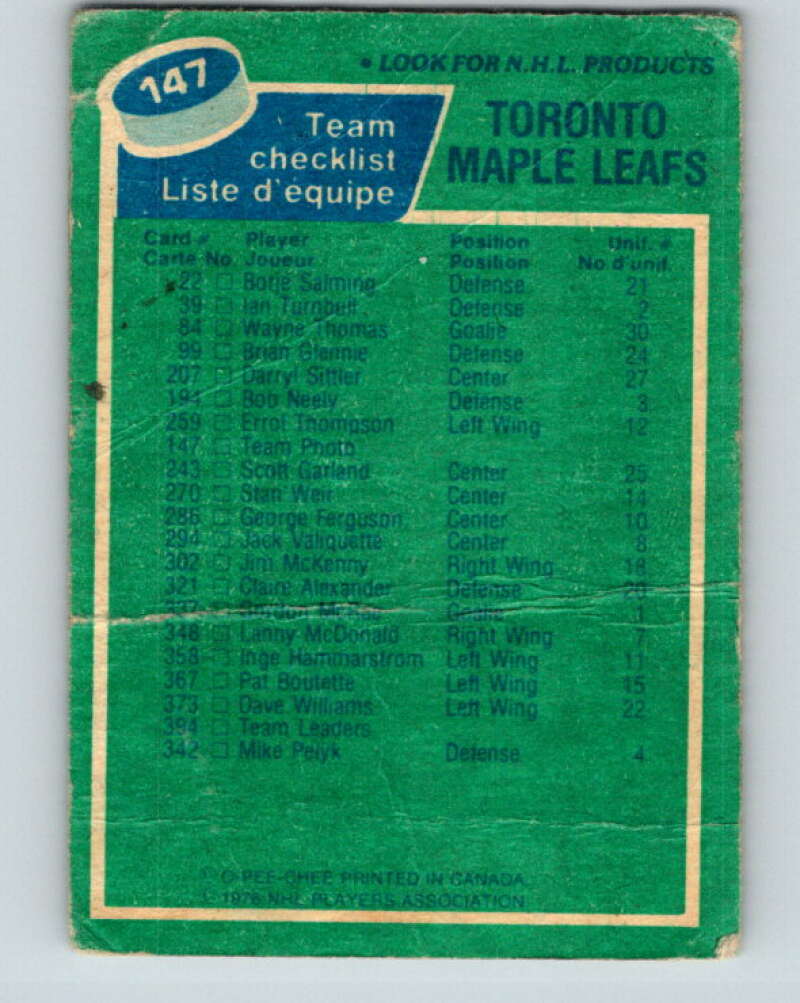 147
• LOOK FOR N.H.L. PRODUCTS
Team checklist
Liste d'équipe
TORONTO
MAPLE LEAFS
Card # Player Position Unif. #
Carte No. Joueur Position No d'unif.
22 Borje Salming Defense 21
39 Ian Turnbull Defense 2
84 Wayne Thomas Goalie 30
99 Brian Glennie Defense 24
207 Darryl Sittler Center 27
194 Bob Neely Defense 3
259 Errol Thompson Left Wing 12
147 Team Photo
243 Scott Garland Center 25
270 Stan Weir Center 14
286 George Ferguson Center 10
294 Jack Valiquette Center 8
302 Jim McKenny Right Wing 18
321 Claire Alexander Defense 20
Goalie 1
348 Lanny McDonald Right Wing 7
358 Inge Hammarstrom Left Wing 11
367 Pat Boutette Left Wing 15
373 Dave Williams Left Wing 22
394 Team Leaders
342 Mike Pelyk Defense 4
© O-PEE-CHEE PRINTED IN CANADA
© 1976 NHL PLAYERS ASSOCIATION